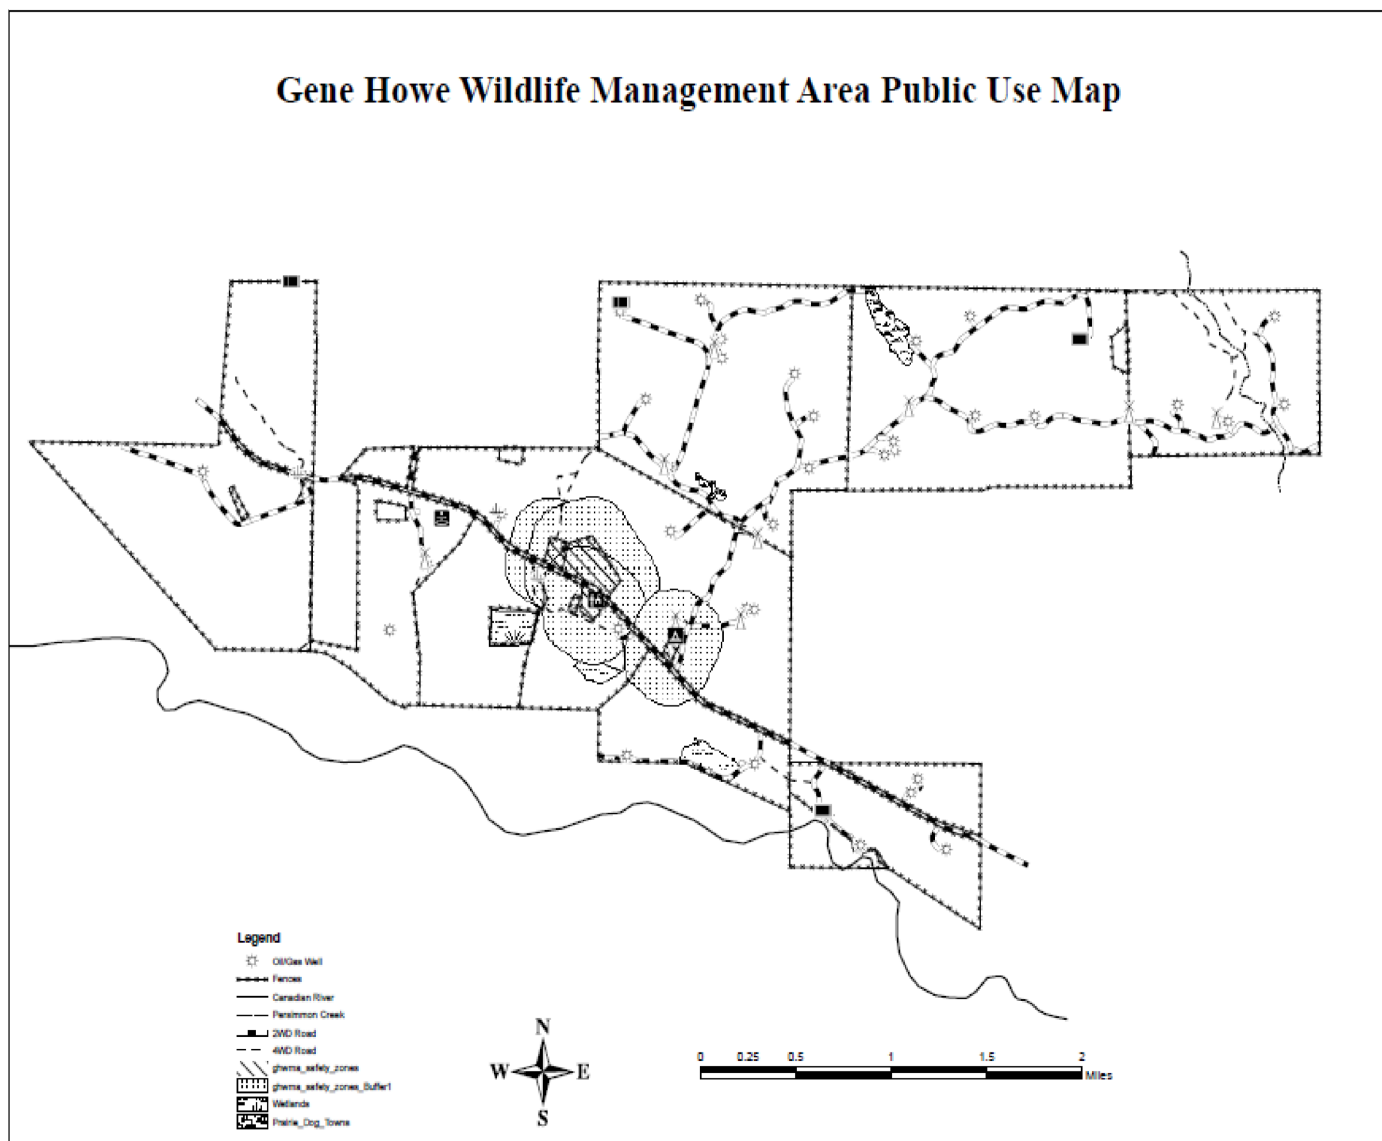 Gene Howe Wildlife Management Area Public Use Map
Legend
Oil/Gas Well
Fences
Canadian River
Persimmon Creek
2WD Road
4WD Road
ghwma_safety_zones
ghwma_safety_zones_Buffer1
Wetlands
Prairie_Dog_Towns
N
W E
S
0 0.25 0.5 1 1.5 2
Miles